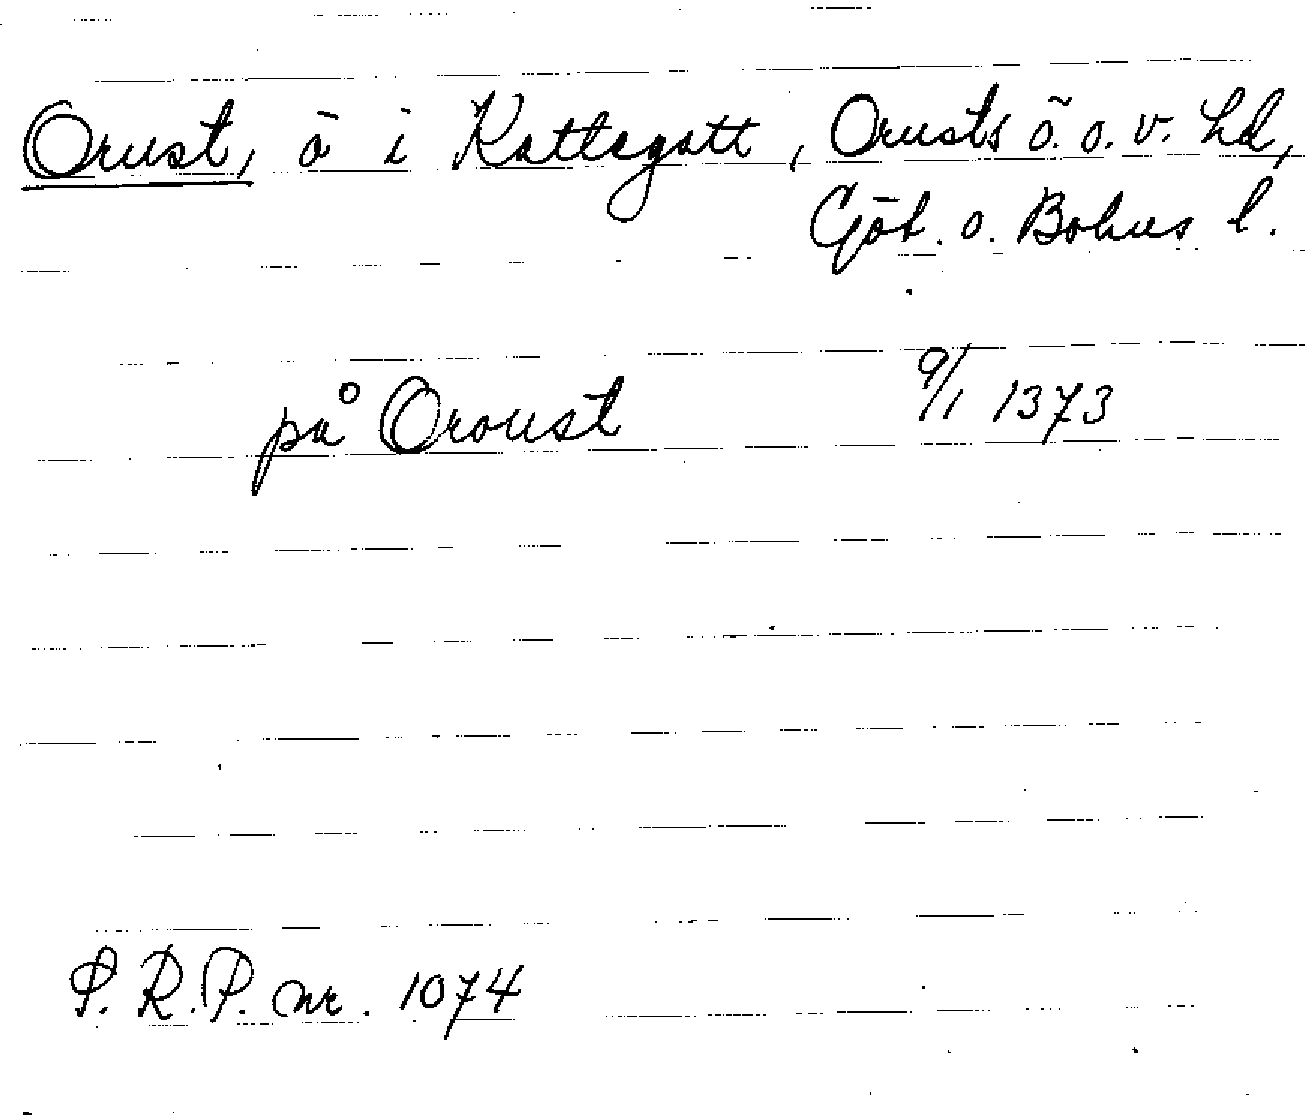 Orust, ö i Kattegatt, Orusts ö. o. v. hd,
Göt. o. Bohus l.
på Oroust 9/1 1373
S. R. P. nr. 1074